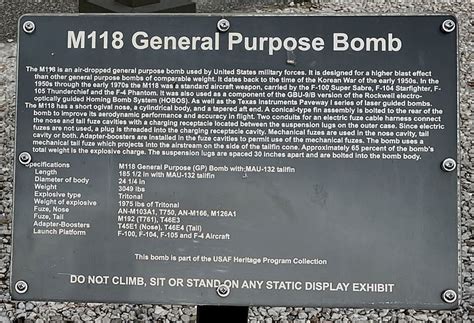 M118 General Purpose Bomb
The M118 is an air-dropped general purpose bomb used by United States military forces. It is designed for a higher blast effect
than other general purpose bombs of comparable weight. It dates back to the time of the Korean War of the early 1950s. In the
1950s through the early 1970s the M118 was a standard aircraft weapon, carried by the F-100 Super Sabre, F-104 Starfighter, F-
105 Thunderchief and the F-4 Phantom. It was also used as a component of the GBU-9/B version of the Rockwell electro-
optically guided Homing Bomb System (HOBOS). As well as the Texas Instruments Paveway I series of laser guided bombs.
The M118 has a short ogival nose, a cylindrical body, and a tapered aft end. A conical-type fin assembly is bolted to the rear of the
bomb to improve its aerodynamic performance and accuracy in flight. Two conduits for an electric fuze cable harness connect
the nose and tail fuze cavities with a charging receptacle located between the suspension lugs on the outer case. Since electric
fuzes are not used, a plug is threaded into the charging receptacle cavity. Mechanical fuzes are used in the nose cavity, tail
cavity or both. Adapter-Boosters are installed in the fuze cavities to permit use of the mechanical fuzes. The bomb uses a
mechanical tail fuze which projects into the airstream on the side of the tailfin cone. Approximately 65 percent of the bomb's
total weight is the explosive charge. The suspension lugs are spaced 30 inches apart and are bolted into the bomb body.
Specifications M118 General Purpose (GP) Bomb with MAU-132 tailfin
Length 185 1/2 in with MAU-132 tailfin
Diameter of body 24 1/4 in
Weight 3049 lbs
Explosive type Tritonal
Weight of explosive 1975 lbs of Tritonal
Fuze, Nose AN-M103A1, T750, AN-M166, M126A1
Fuze, Tail M192 (T761), T46E3
Adapter-Boosters T45E1 (Nose), T46E4 (Tail)
Launch Platform F-100, F-104, F-105 and F-4 Aircraft
This bomb is part of the USAF Heritage Program Collection
DO NOT CLIMB, SIT OR STAND ON ANY STATIC DISPLAY EXHIBIT